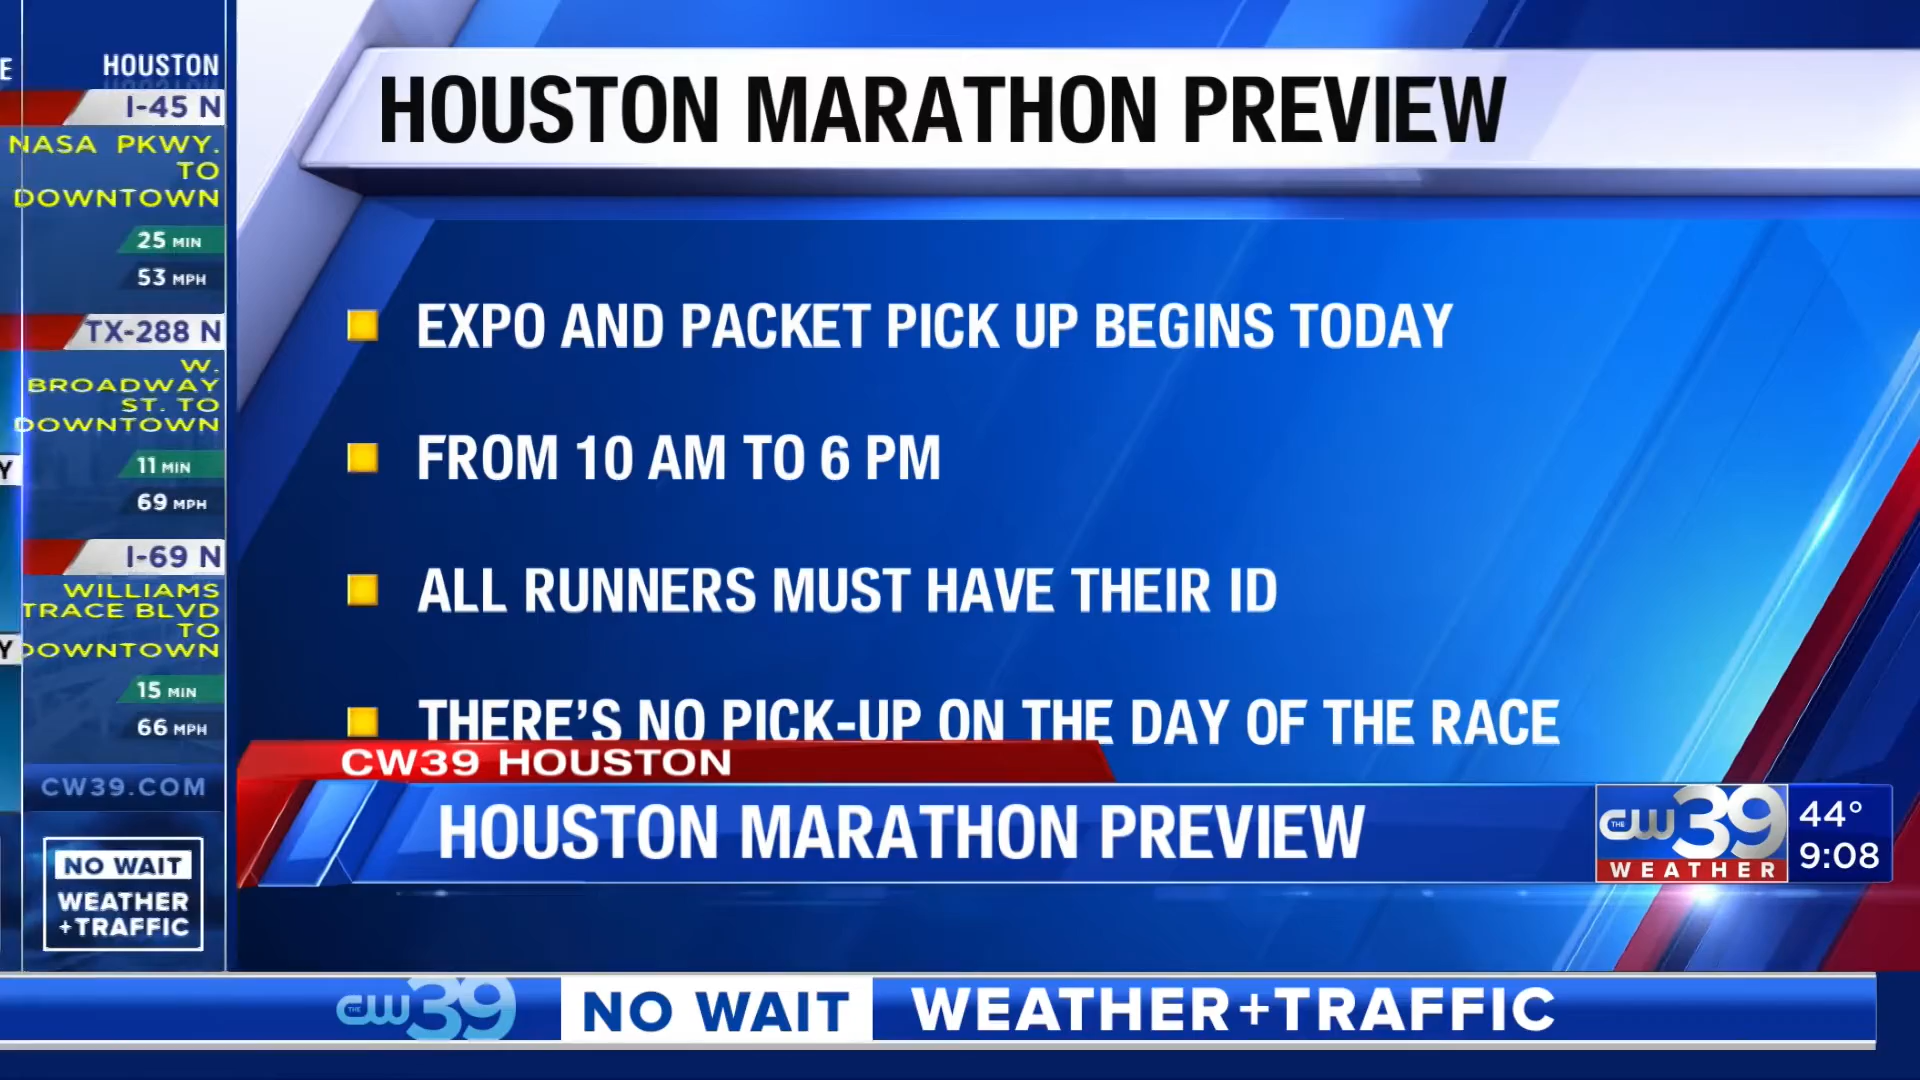 HOUSTON
I-45 N
NASA PKWY.
TO
DOWNTOWN
25 MIN
53 MPH
TX-288 N
W.
BROADWAY
ST. TO
DOWNTOWN
11 MIN
69 MPH
I-69 N
WILLIAMS
TRACE BLVD
TO
DOWNTOWN
15 MIN
66 MPH
CW39.COM
NO WAIT
WEATHER
+TRAFFIC
HOUSTON MARATHON PREVIEW
EXPO AND PACKET PICK UP BEGINS TODAY
FROM 10 AM TO 6 PM
ALL RUNNERS MUST HAVE THEIR ID
THERE'S NO PICK-UP ON THE DAY OF THE RACE
CW39 HOUSTON
HOUSTON MARATHON PREVIEW
THE CW39
WEATHER
44°
9:08
THE CW39 NO WAIT WEATHER+TRAFFIC